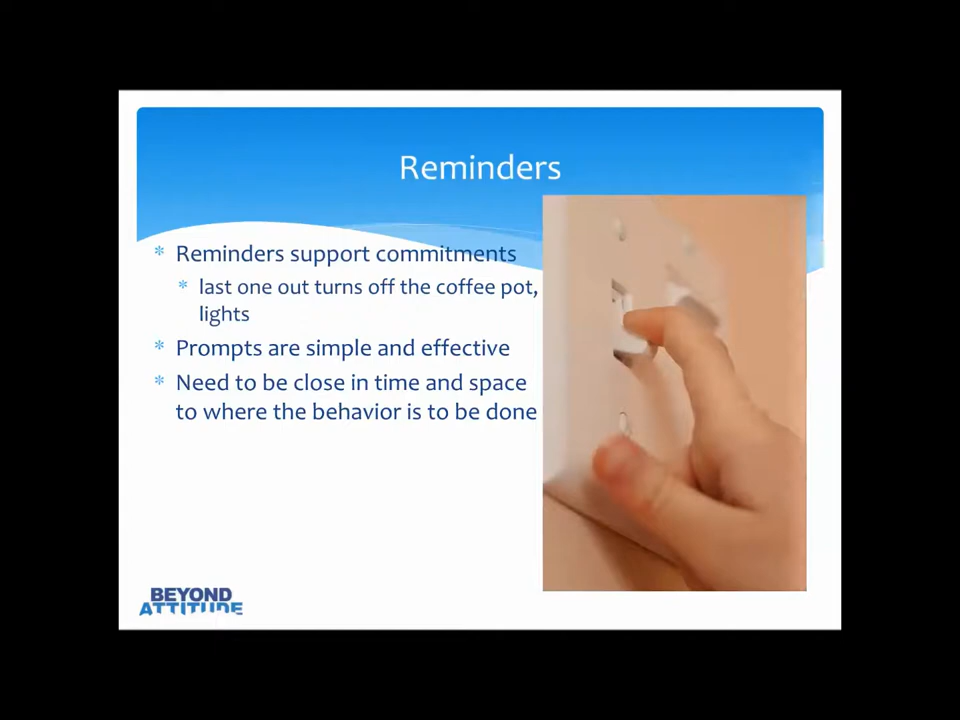 Reminders
* Reminders support commitments
* last one out turns off the coffee pot,
lights
* Prompts are simple and effective
* Need to be close in time and space
to where the behavior is to be done
BEYOND
ATTITUDE